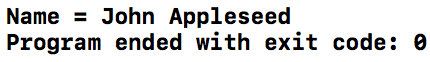 Name = John Appleseed
Program ended with exit code: 0